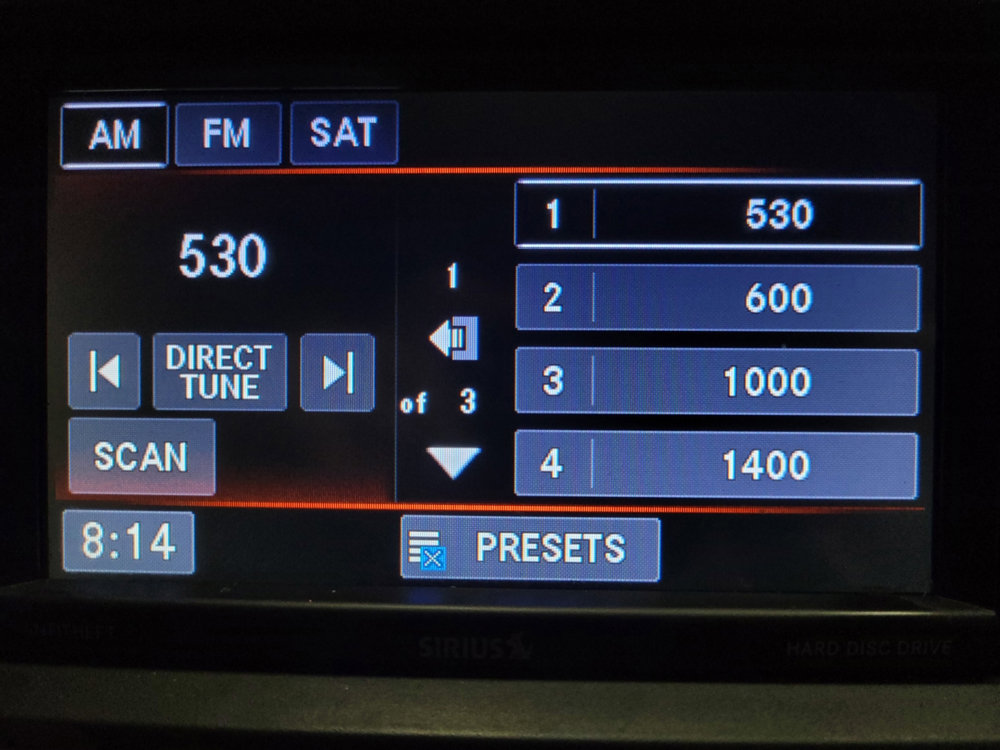 AM FM SAT
530
DIRECT
TUNE
SCAN
1
of 3
1 530
2 600
3 1000
4 1400
8:14 PRESETS
ANTITHEFT SIRIUS HARD DISC DRIVE